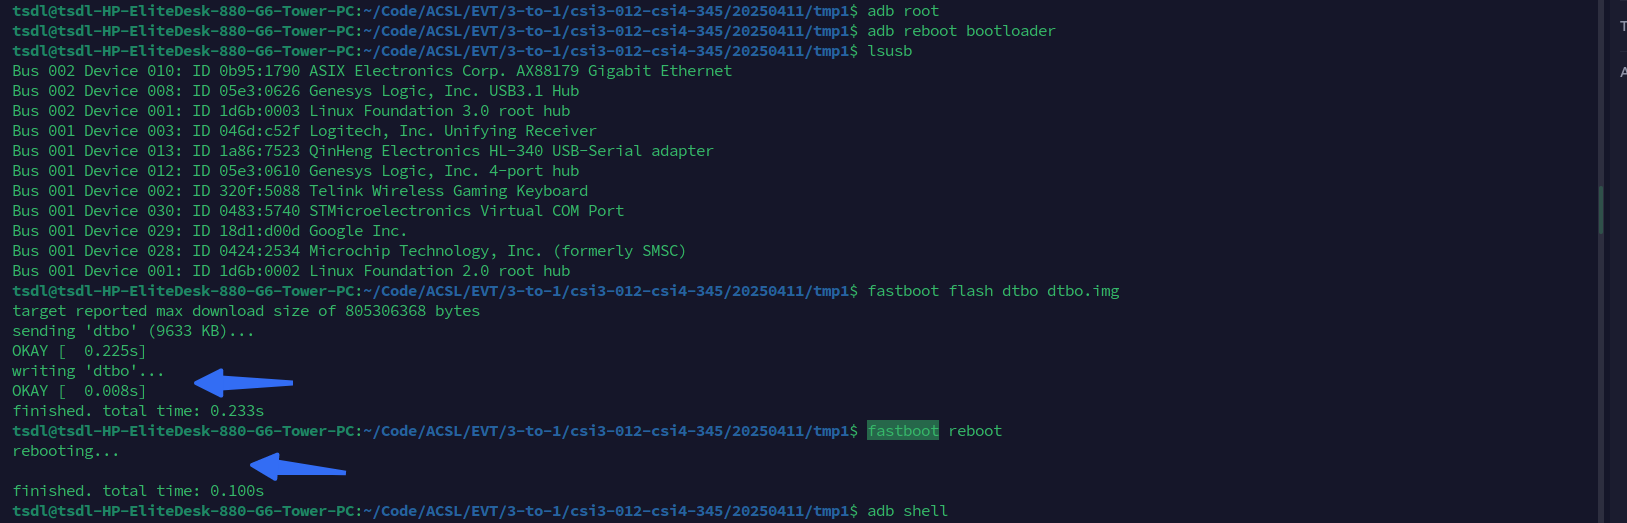 tsdl@tsdl-HP-EliteDesk-880-G6-Tower-PC:~/Code/ACSL/EVT/3-to-1/csi3-012-csi4-345/20250411/tmp1$ adb root
tsdl@tsdl-HP-EliteDesk-880-G6-Tower-PC:~/Code/ACSL/EVT/3-to-1/csi3-012-csi4-345/20250411/tmp1$ adb reboot bootloader
tsdl@tsdl-HP-EliteDesk-880-G6-Tower-PC:~/Code/ACSL/EVT/3-to-1/csi3-012-csi4-345/20250411/tmp1$ lsusb
Bus 002 Device 010: ID 0b95:1790 ASIX Electronics Corp. AX88179 Gigabit Ethernet
Bus 002 Device 008: ID 05e3:0626 Genesys Logic, Inc. USB3.1 Hub
Bus 002 Device 001: ID 1d6b:0003 Linux Foundation 3.0 root hub
Bus 001 Device 003: ID 046d:c52f Logitech, Inc. Unifying Receiver
Bus 001 Device 013: ID 1a86:7523 QinHeng Electronics HL-340 USB-Serial adapter
Bus 001 Device 012: ID 05e3:0610 Genesys Logic, Inc. 4-port hub
Bus 001 Device 002: ID 320f:5088 Telink Wireless Gaming Keyboard
Bus 001 Device 030: ID 0483:5740 STMicroelectronics Virtual COM Port
Bus 001 Device 029: ID 18d1:d00d Google Inc.
Bus 001 Device 028: ID 0424:2534 Microchip Technology, Inc. (formerly SMSC)
Bus 001 Device 001: ID 1d6b:0002 Linux Foundation 2.0 root hub
tsdl@tsdl-HP-EliteDesk-880-G6-Tower-PC:~/Code/ACSL/EVT/3-to-1/csi3-012-csi4-345/20250411/tmp1$ fastboot flash dtbo dtbo.img
target reported max download size of 805306368 bytes
sending 'dtbo' (9633 KB)...
OKAY [  0.225s]
writing 'dtbo'...
OKAY [  0.008s]
finished. total time: 0.233s
tsdl@tsdl-HP-EliteDesk-880-G6-Tower-PC:~/Code/ACSL/EVT/3-to-1/csi3-012-csi4-345/20250411/tmp1$ fastboot reboot
rebooting...
finished. total time: 0.100s
tsdl@tsdl-HP-EliteDesk-880-G6-Tower-PC:~/Code/ACSL/EVT/3-to-1/csi3-012-csi4-345/20250411/tmp1$ adb shell